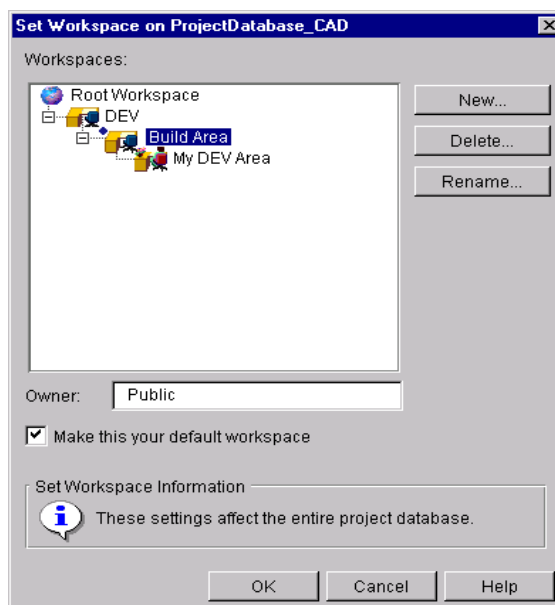 Set Workspace on ProjectDatabase_CAD
Workspaces:
Root Workspace
DEV
Build Area
My DEV Area
New...
Delete...
Rename...
Owner: Public
Make this your default workspace
Set Workspace Information
These settings affect the entire project database.
OK Cancel Help